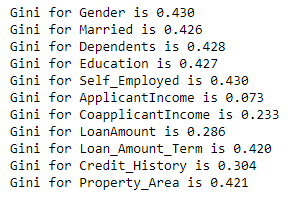 Gini for Gender is 0.430
Gini for Married is 0.426
Gini for Dependents is 0.428
Gini for Education is 0.427
Gini for Self_Employed is 0.430
Gini for ApplicantIncome is 0.073
Gini for CoapplicantIncome is 0.233
Gini for LoanAmount is 0.286
Gini for Loan_Amount_Term is 0.420
Gini for Credit_History is 0.304
Gini for Property_Area is 0.421